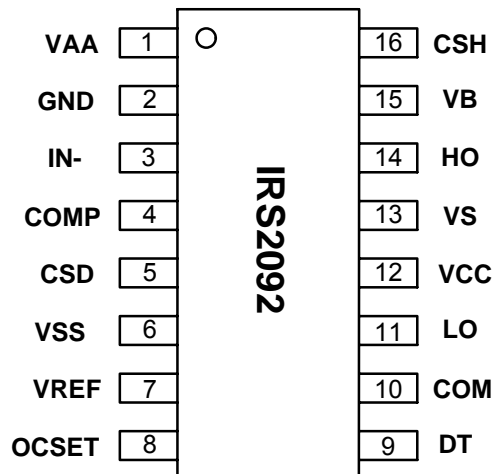 VAA 1 16 CSH
GND 2 15 VB
IN- 3 14 HO
COMP 4 13 VS
IRS2092
CSD 5 12 VCC
VSS 6 11 LO
VREF 7 10 COM
OCSET 8 9 DT